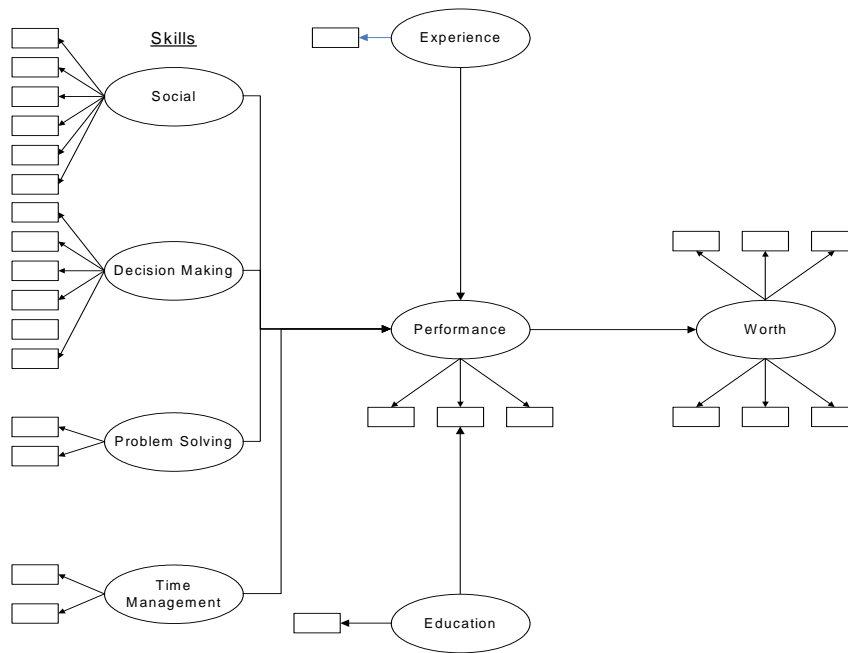 Skills
Experience
Social
Decision Making
Performance
Worth
Problem Solving
Time
Management
Education